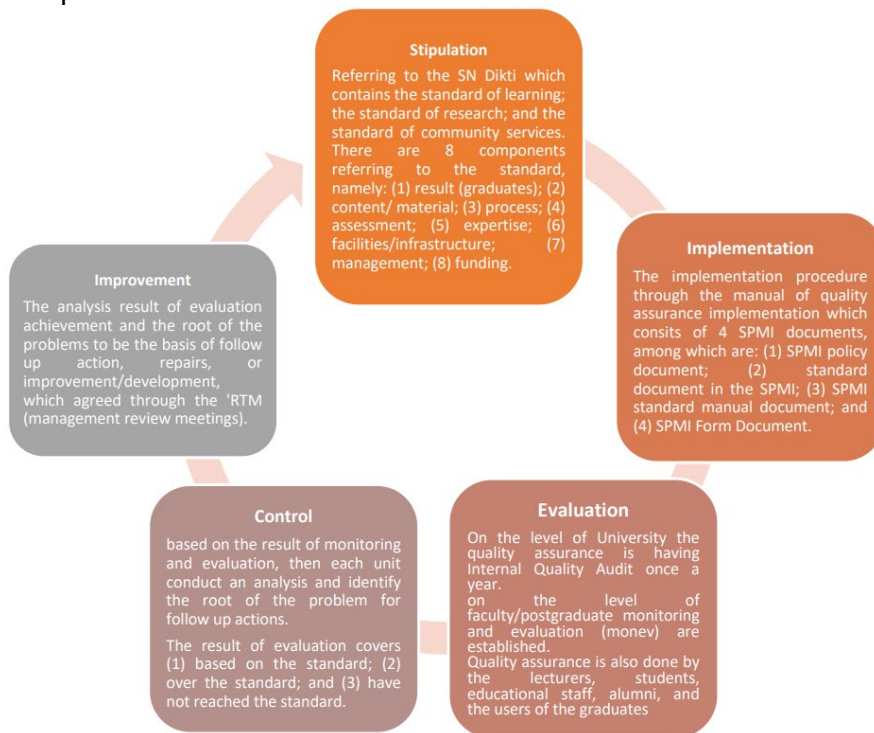 Stipulation
Referring to the SN Dikti which
contains the standard of learning;
the standard of research; and the
standard of community services.
There are 8 components
referring to the standard,
namely: (1) result (graduates); (2)
content/ material; (3) process; (4)
assessment; (5) expertise; (6)
facilities/infrastructure; (7)
management; (8) funding.
Implementation
The implementation procedure
through the manual of quality
assurance implementation which
consits of 4 SPMI documents,
among which are: (1) SPMI policy
document; (2) standard
document in the SPMI; (3) SPMI
standard manual document; and
(4) SPMI Form Document.
Evaluation
On the level of University the
quality assurance is having
Internal Quality Audit once a
year.
on the level of
faculty/postgraduate monitoring
and evaluation (monev) are
established.
Quality assurance is also done by
the lecturers, students,
educational staff, alumni, and
the users of the graduates
Control
based on the result of monitoring
and evaluation, then each unit
conduct an analysis and identify
the root of the problem for
follow up actions.
The result of evaluation covers
(1) based on the standard; (2)
over the standard; and (3) have
not reached the standard.
Improvement
The analysis result of evaluation
achievement and the root of the
problems to be the basis of follow
up action, repairs, or
improvement/development,
which agreed through the 'RTM
(management review meetings).